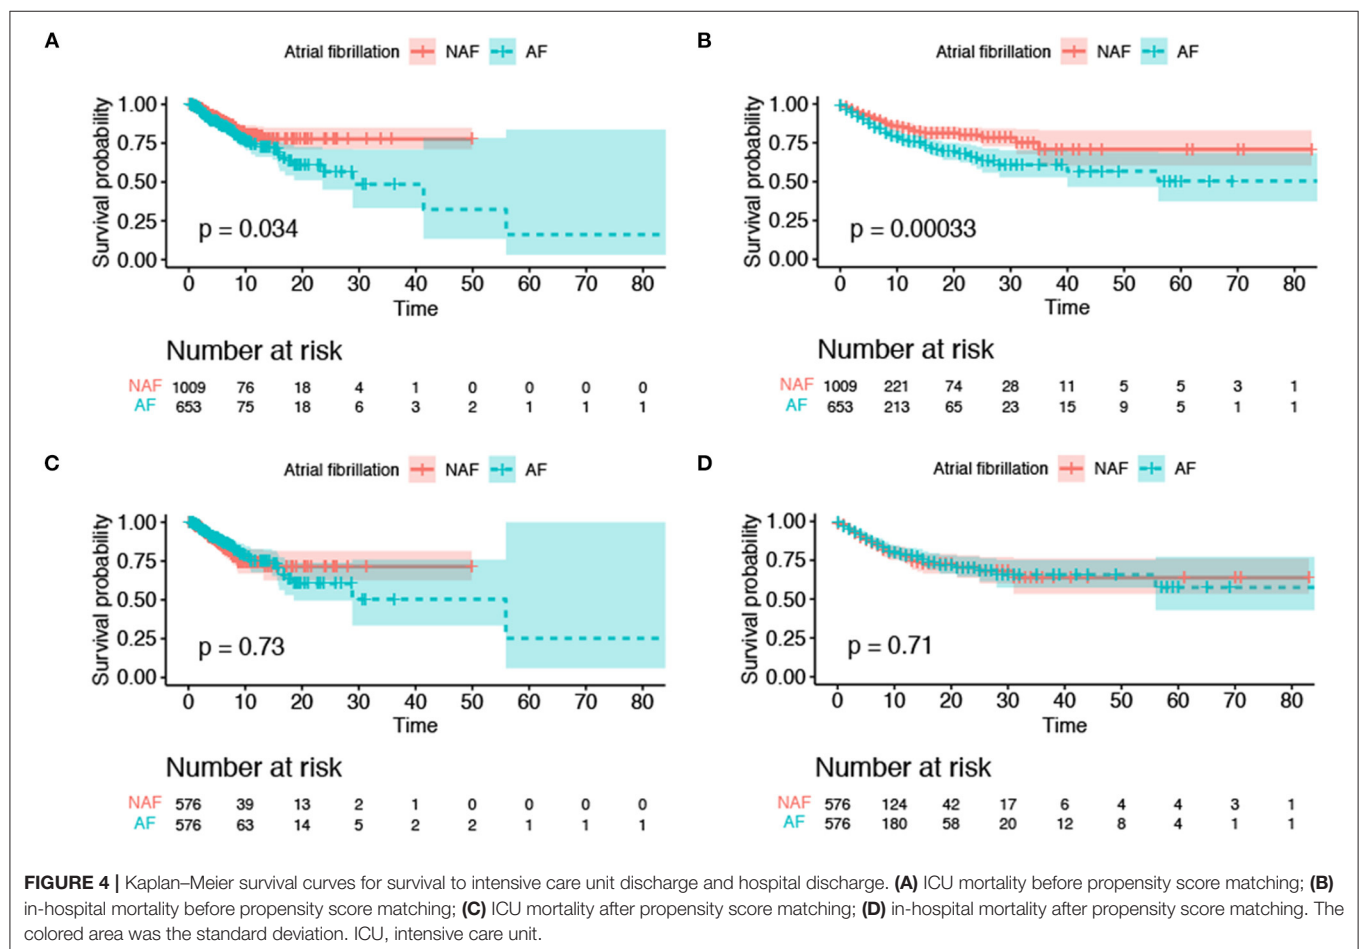 A
Atrial fibrillation NAF AF
Survival probability
1.00
0.75
0.50
0.25
0.00
p = 0.034
0 10 20 30 40 50 60 70 80
Time
Number at risk
NAF 1009 76 18 4 1 0 0 0 0
AF 653 75 18 6 3 2 1 1 1
B
Atrial fibrillation NAF AF
Survival probability
1.00
0.75
0.50
0.25
0.00
p = 0.00033
0 10 20 30 40 50 60 70 80
Time
Number at risk
NAF 1009 221 74 28 11 5 5 3 1
AF 653 213 65 23 15 9 5 1 1
C
Atrial fibrillation NAF AF
Survival probability
1.00
0.75
0.50
0.25
0.00
p = 0.73
0 10 20 30 40 50 60 70 80
Time
Number at risk
NAF 576 39 13 2 1 0 0 0 0
AF 576 63 14 5 2 2 1 1 1
D
Atrial fibrillation NAF AF
Survival probability
1.00
0.75
0.50
0.25
0.00
p = 0.71
0 10 20 30 40 50 60 70 80
Time
Number at risk
NAF 576 124 42 17 6 4 4 3 1
AF 576 180 58 20 12 8 4 1 1
FIGURE 4 | Kaplan–Meier survival curves for survival to intensive care unit discharge and hospital discharge. (A) ICU mortality before propensity score matching; (B)
in-hospital mortality before propensity score matching; (C) ICU mortality after propensity score matching; (D) in-hospital mortality after propensity score matching. The
colored area was the standard deviation. ICU, intensive care unit.